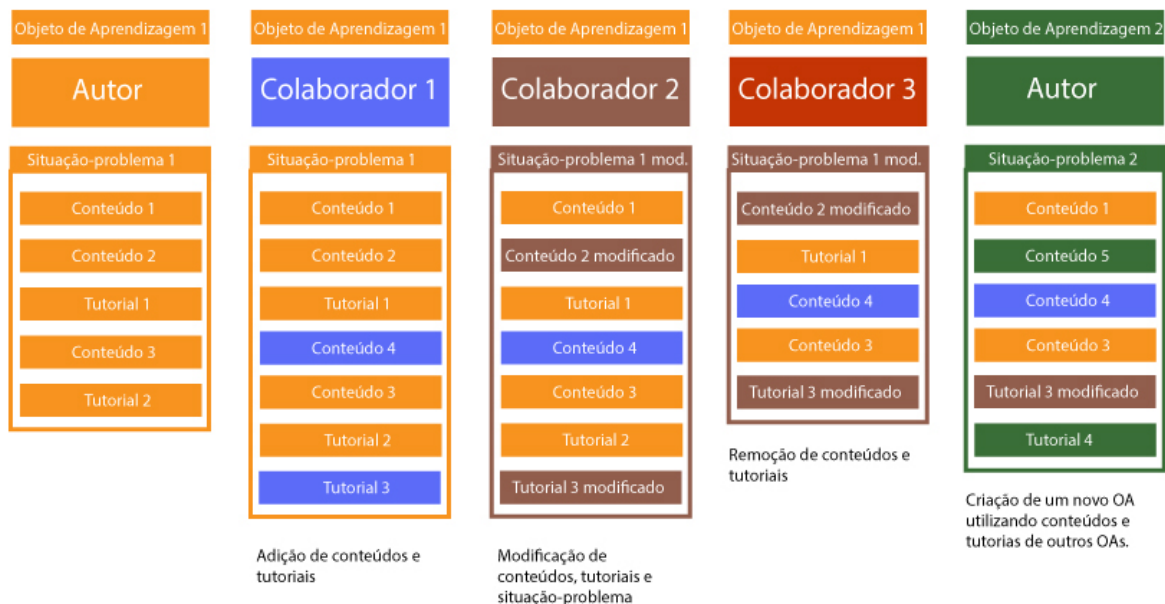 Objeto de Aprendizagem 1
Autor
Situação-problema 1
Conteúdo 1
Conteúdo 2
Tutorial 1
Conteúdo 3
Tutorial 2
Objeto de Aprendizagem 1
Colaborador 1
Situação-problema 1
Conteúdo 1
Conteúdo 2
Tutorial 1
Conteúdo 4
Conteúdo 3
Tutorial 2
Tutorial 3
Adição de conteúdos e
tutoriais
Objeto de Aprendizagem 1
Colaborador 2
Situação-problema 1 mod.
Conteúdo 1
Conteúdo 2 modificado
Tutorial 1
Conteúdo 4
Conteúdo 3
Tutorial 2
Tutorial 3 modificado
Modificação de
conteúdos, tutoriais e
situação-problema
Objeto de Aprendizagem 1
Colaborador 3
Situação-problema 1 mod.
Conteúdo 2 modificado
Tutorial 1
Conteúdo 4
Conteúdo 3
Tutorial 3 modificado
Remoção de conteúdos e
tutoriais
Objeto de Aprendizagem 2
Autor
Situação-problema 2
Conteúdo 1
Conteúdo 5
Conteúdo 4
Conteúdo 3
Tutorial 3 modificado
Tutorial 4
Criação de um novo OA
utilizando conteúdos e
tutorias de outros OAs.